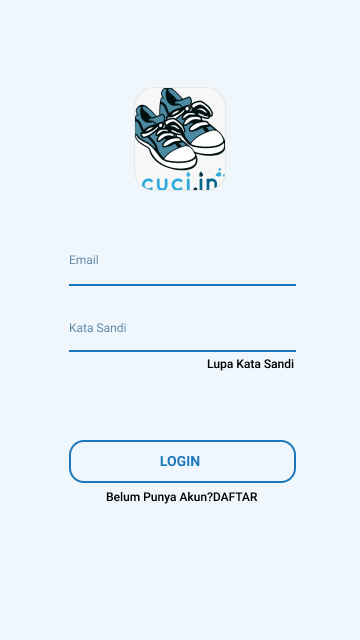 cuci.in
Email
Kata Sandi
Lupa Kata Sandi
LOGIN
Belum Punya Akun?DAFTAR